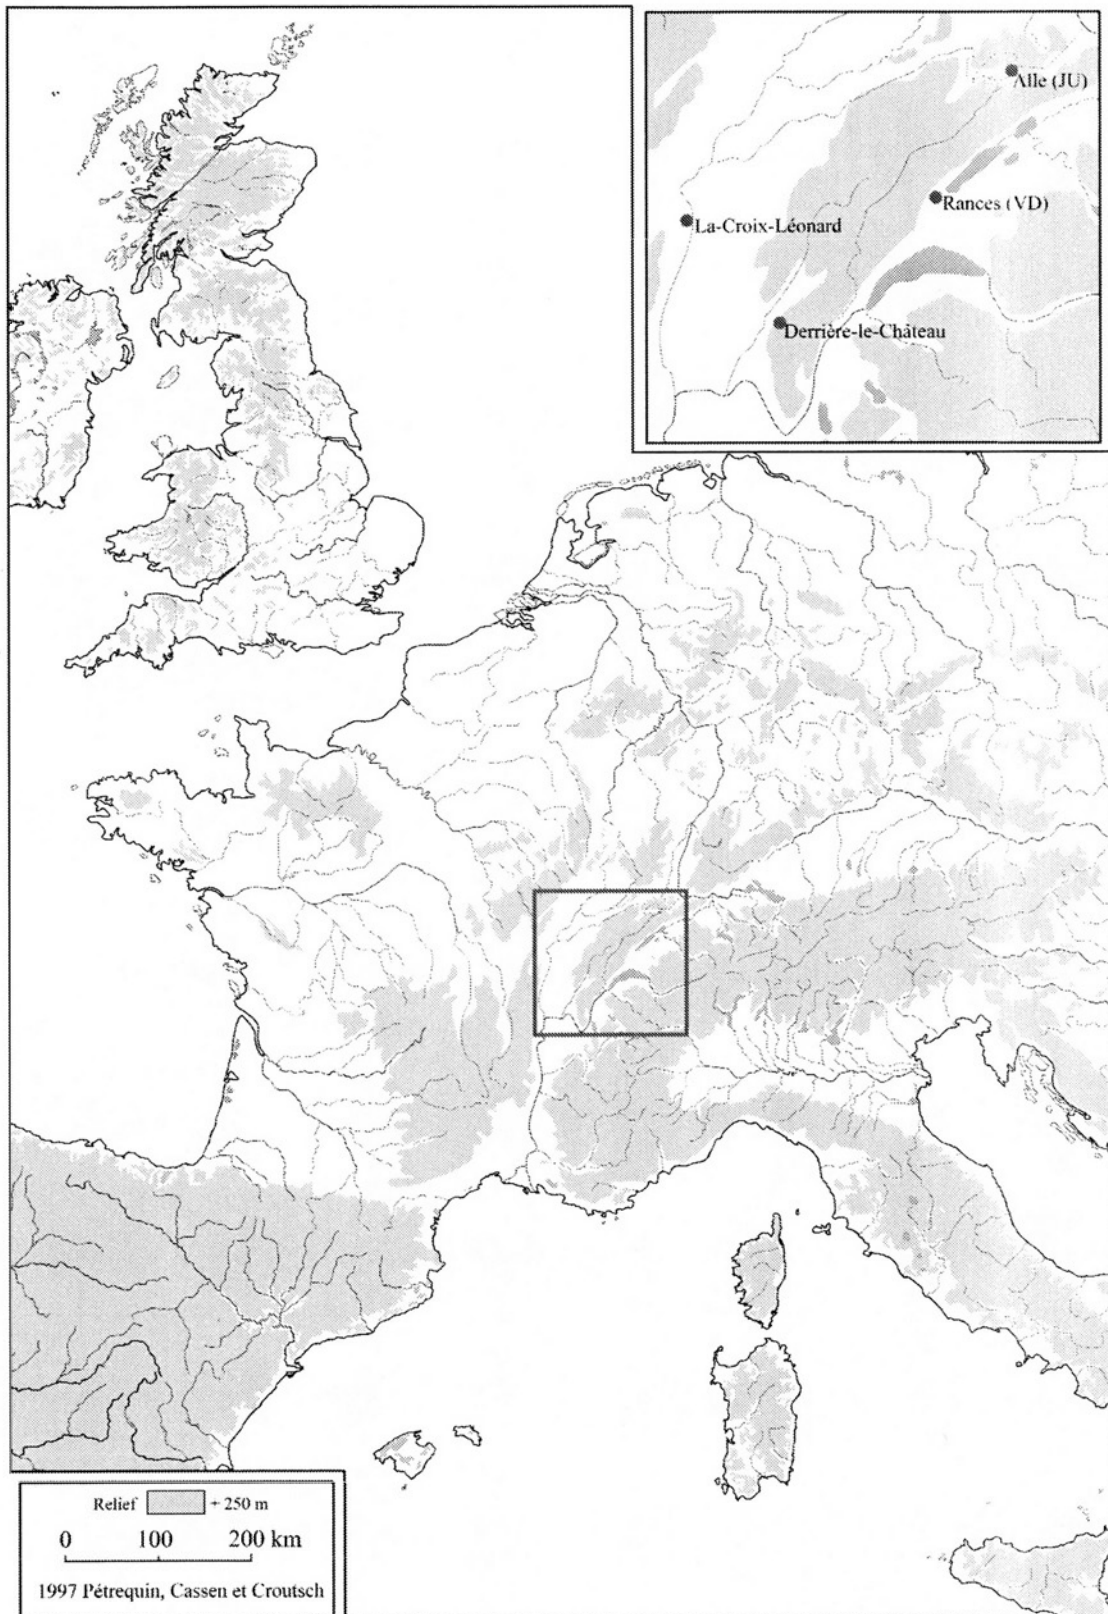 Alle (JU)
Rances (VD)
La-Croix-Léonard
Derrière-le-Château
Relief + 250 m
0 100 200 km
1997 Pétrequin, Cassen et Croutsch